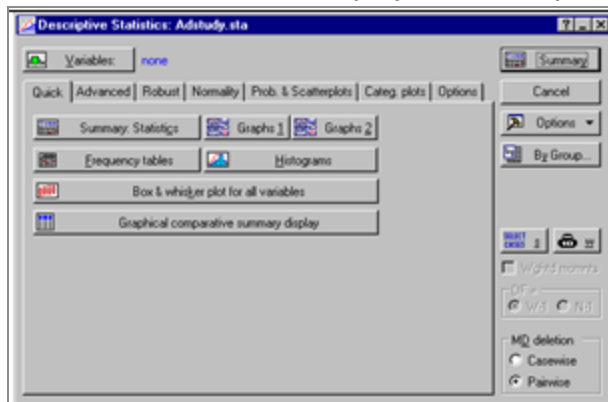 Descriptive Statistics: Adstudy.sta
Variables: none
Summary
Quick Advanced Robust Normality Prob. & Scatterplots Categ. plots Options
Cancel
Summary: Statistics Graphs 1 Graphs 2
Options
Frequency tables Histograms
By Group...
Box & whisker plot for all variables
Graphical comparative summary display
SELECT CASES S W
Wghtd momnts
DF =
W-1 N-1
MD deletion
Casewise
Pairwise